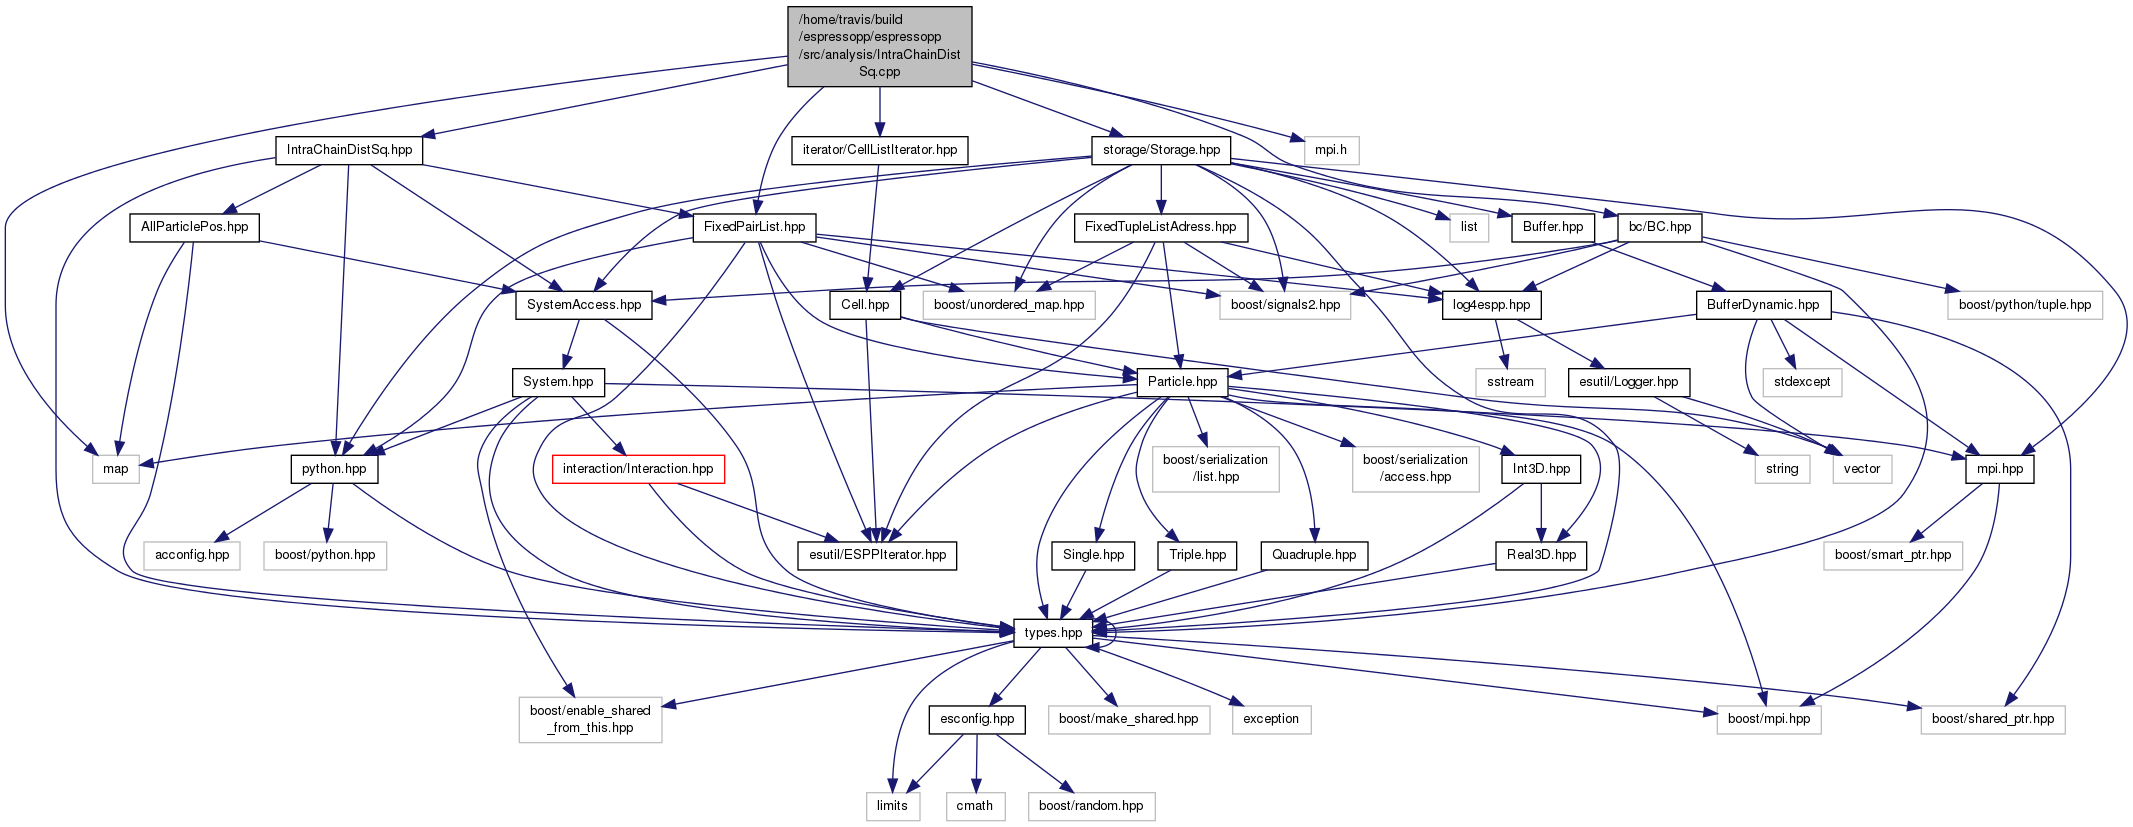 /home/travis/build
/espressopp/espressopp
/src/analysis/IntraChainDist
Sq.cpp
IntraChainDistSq.hpp
iterator/CellListIterator.hpp
storage/Storage.hpp
mpi.h
AllParticlePos.hpp
FixedPairList.hpp
FixedTupleListAdress.hpp
list
Buffer.hpp
bc/BC.hpp
SystemAccess.hpp
Cell.hpp
boost/unordered_map.hpp
boost/signals2.hpp
log4espp.hpp
BufferDynamic.hpp
boost/python/tuple.hpp
System.hpp
Particle.hpp
sstream
esutil/Logger.hpp
stdexcept
map
python.hpp
interaction/Interaction.hpp
boost/serialization
/list.hpp
boost/serialization
/access.hpp
Int3D.hpp
string
vector
mpi.hpp
acconfig.hpp
boost/python.hpp
esutil/ESPPIterator.hpp
Single.hpp
Triple.hpp
Quadruple.hpp
Real3D.hpp
boost/smart_ptr.hpp
types.hpp
boost/enable_shared
_from_this.hpp
esconfig.hpp
boost/make_shared.hpp
exception
boost/mpi.hpp
boost/shared_ptr.hpp
limits
cmath
boost/random.hpp